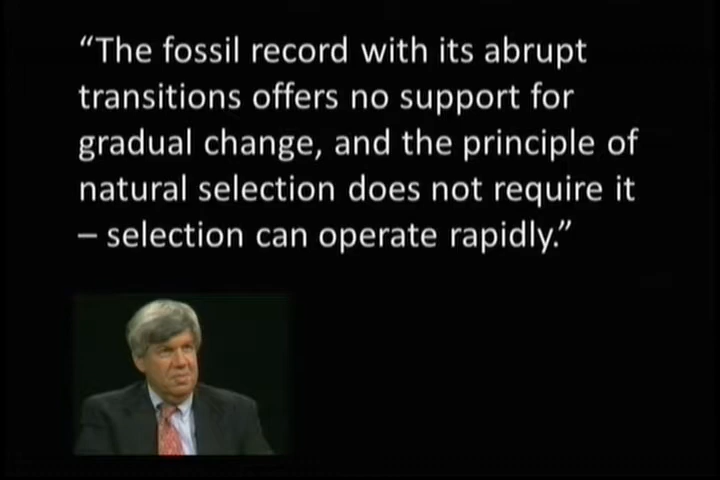 “The fossil record with its abrupt
transitions offers no support for
gradual change, and the principle of
natural selection does not require it
– selection can operate rapidly.”